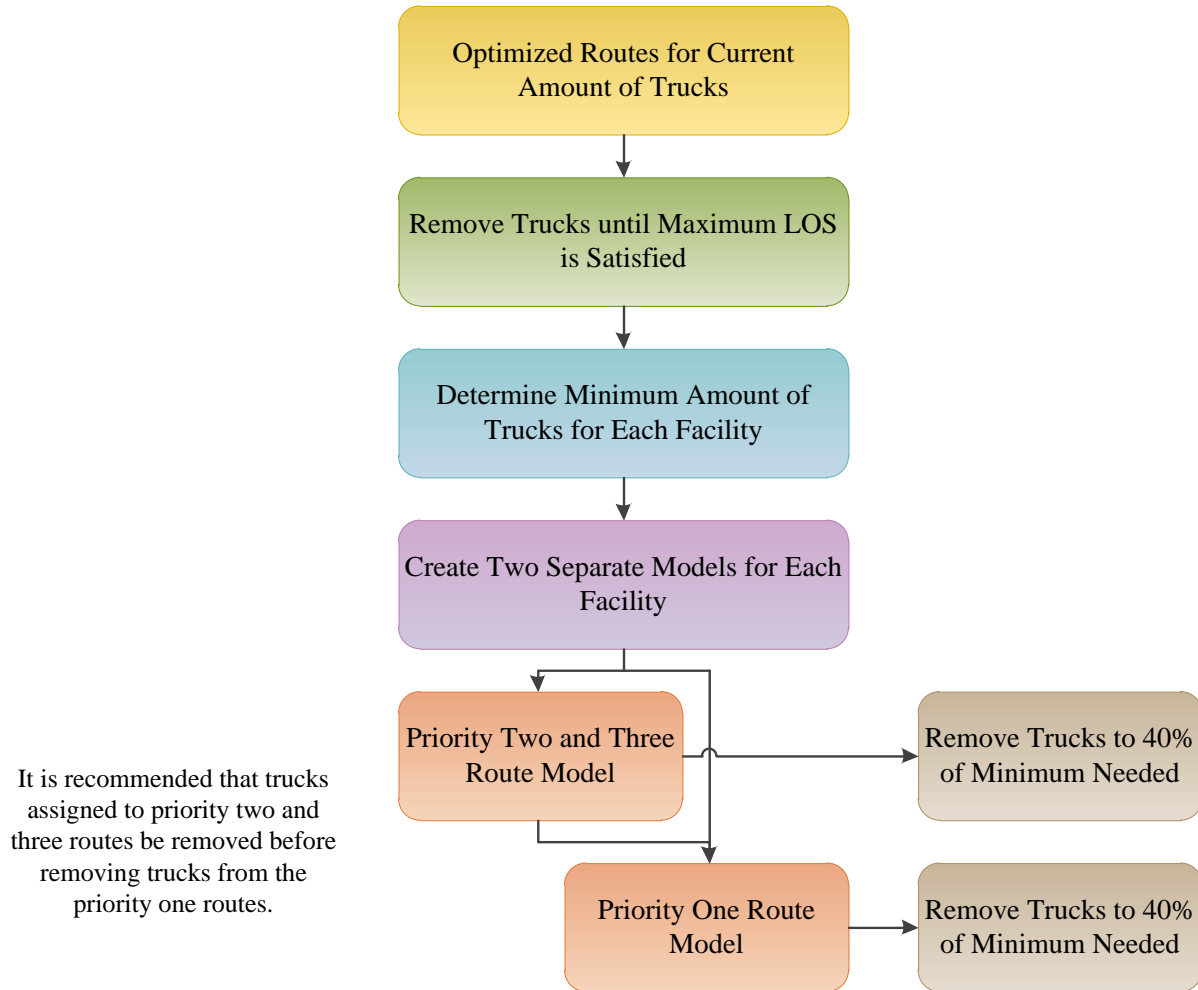 Optimized Routes for Current
Amount of Trucks
Remove Trucks until Maximum LOS
is Satisfied
Determine Minimum Amount of
Trucks for Each Facility
Create Two Separate Models for Each
Facility
Priority Two and Three
Route Model
Remove Trucks to 40%
of Minimum Needed
It is recommended that trucks
assigned to priority two and
three routes be removed before
removing trucks from the
priority one routes.
Priority One Route
Model
Remove Trucks to 40%
of Minimum Needed